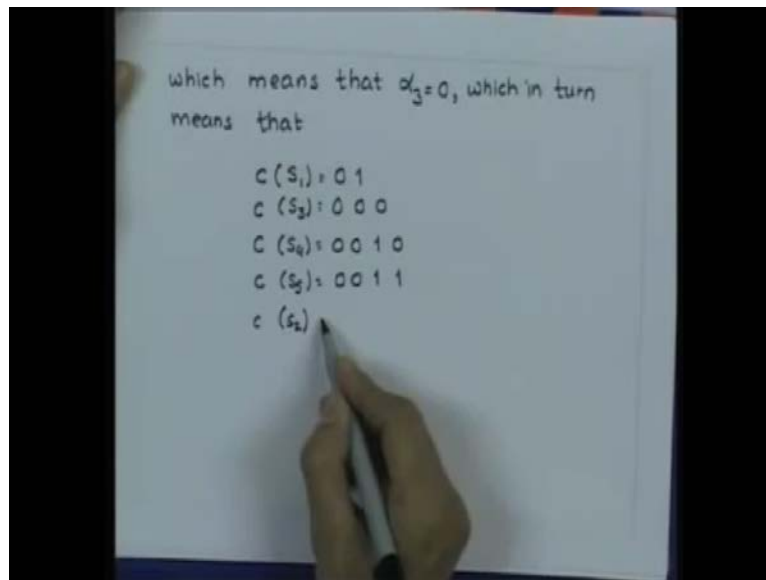 which means that α₃=0, which in turn
means that
c(S₁) = 0 1
c (S₃) = 0 0 0
C (S₄) = 0 0 1 0
c (S₅) = 0 0 1 1
c (S₂)